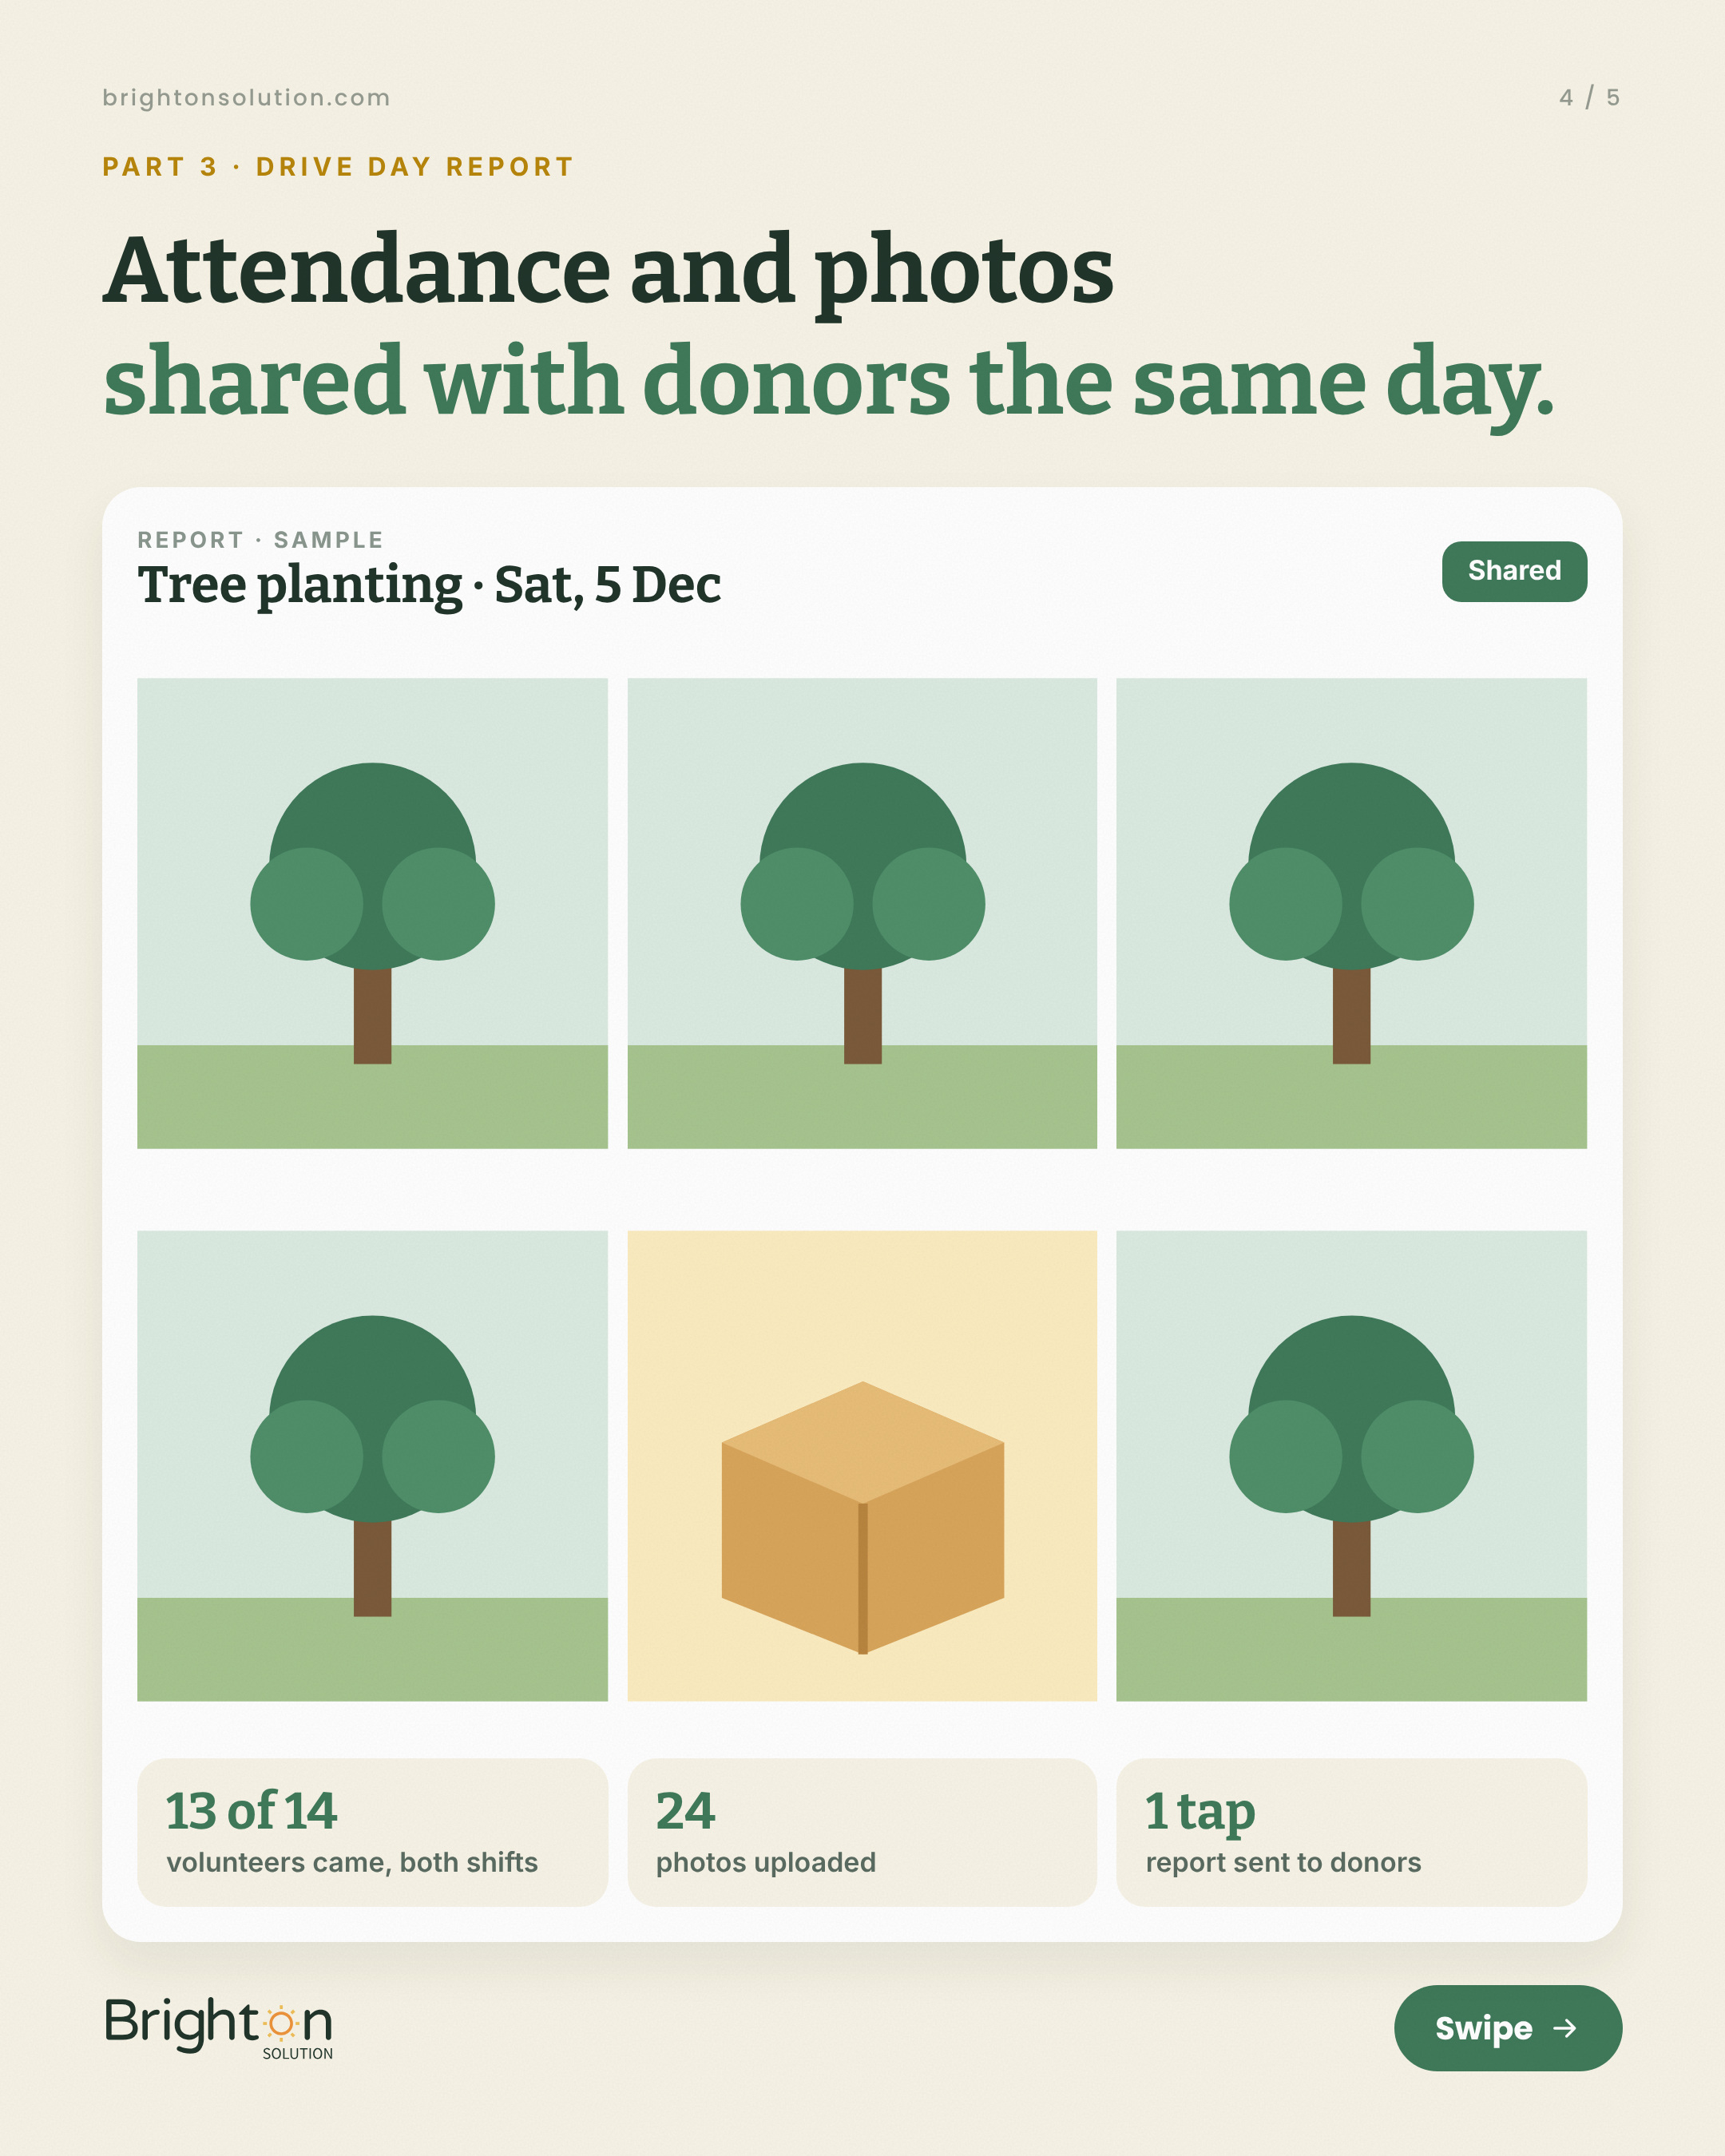 brightonsolution.com
4 / 5
PART 3 · DRIVE DAY REPORT
Attendance and photos
shared with donors the same day.
REPORT · SAMPLE
Tree planting · Sat, 5 Dec
Shared
13 of 14
volunteers came, both shifts
24
photos uploaded
1 tap
report sent to donors
Brighton
SOLUTION
Swipe →